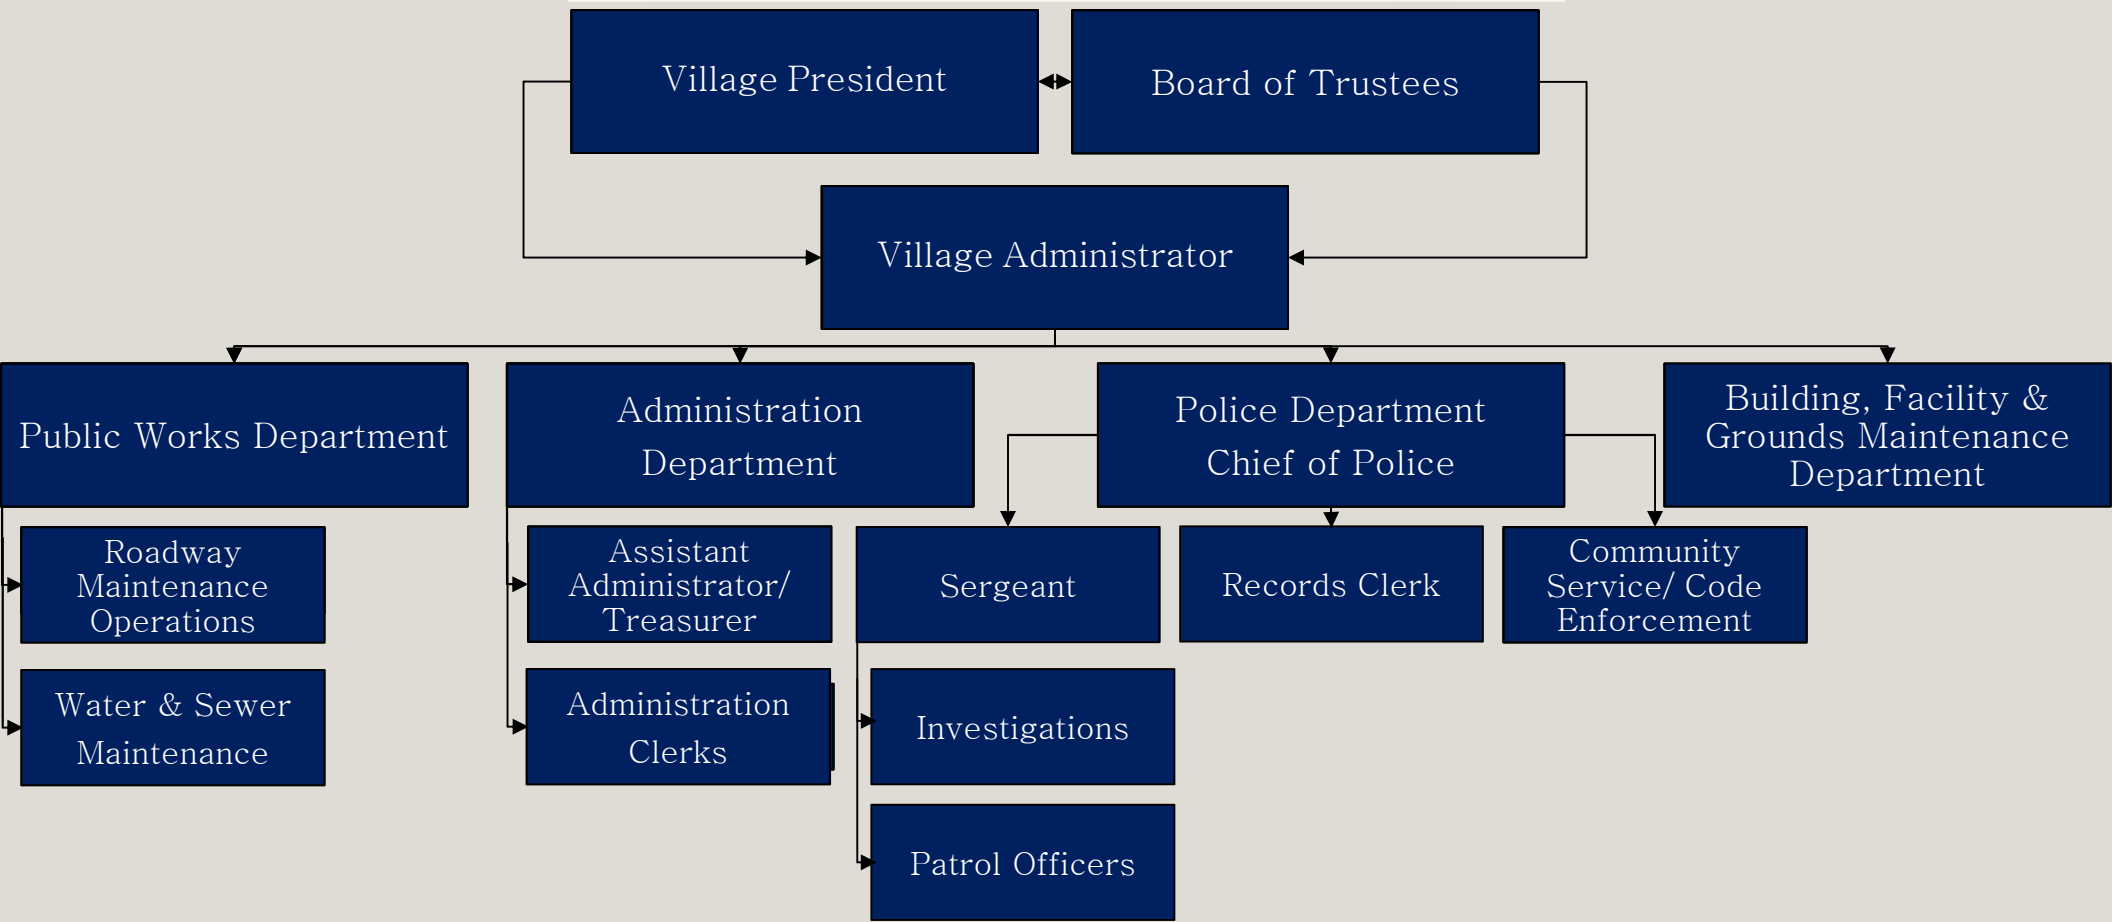 Village President
Board of Trustees
Village Administrator
Public Works Department
Administration
Department
Police Department
Chief of Police
Building, Facility &
Grounds Maintenance
Department
Roadway
Maintenance
Operations
Assistant
Administrator/
Treasurer
Sergeant
Records Clerk
Community
Service/ Code
Enforcement
Water & Sewer
Maintenance
Administration
Clerks
Investigations
Patrol Officers